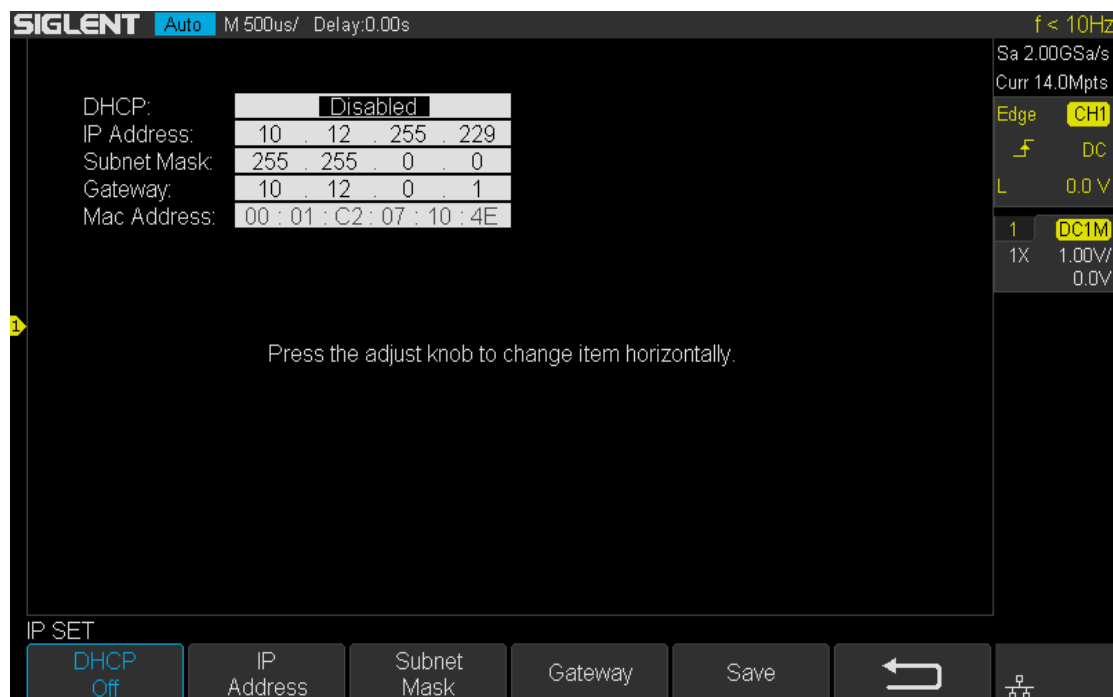 SIGLENT Auto M 500us/ Delay:0.00s f < 10Hz
Sa 2.00GSa/s
Curr 14.0Mpts
DHCP: Disabled
IP Address: 10 . 12 . 255 . 229
Subnet Mask: 255 . 255 . 0 . 0
Gateway: 10 . 12 . 0 . 1
Mac Address: 00 : 01 : C2 : 07 : 10 : 4E
Edge CH1
DC
L 0.0 V
1 DC1M
1X 1.00V/
0.0V
1
Press the adjust knob to change item horizontally.
IP SET
DHCP
Off
IP
Address
Subnet
Mask
Gateway
Save